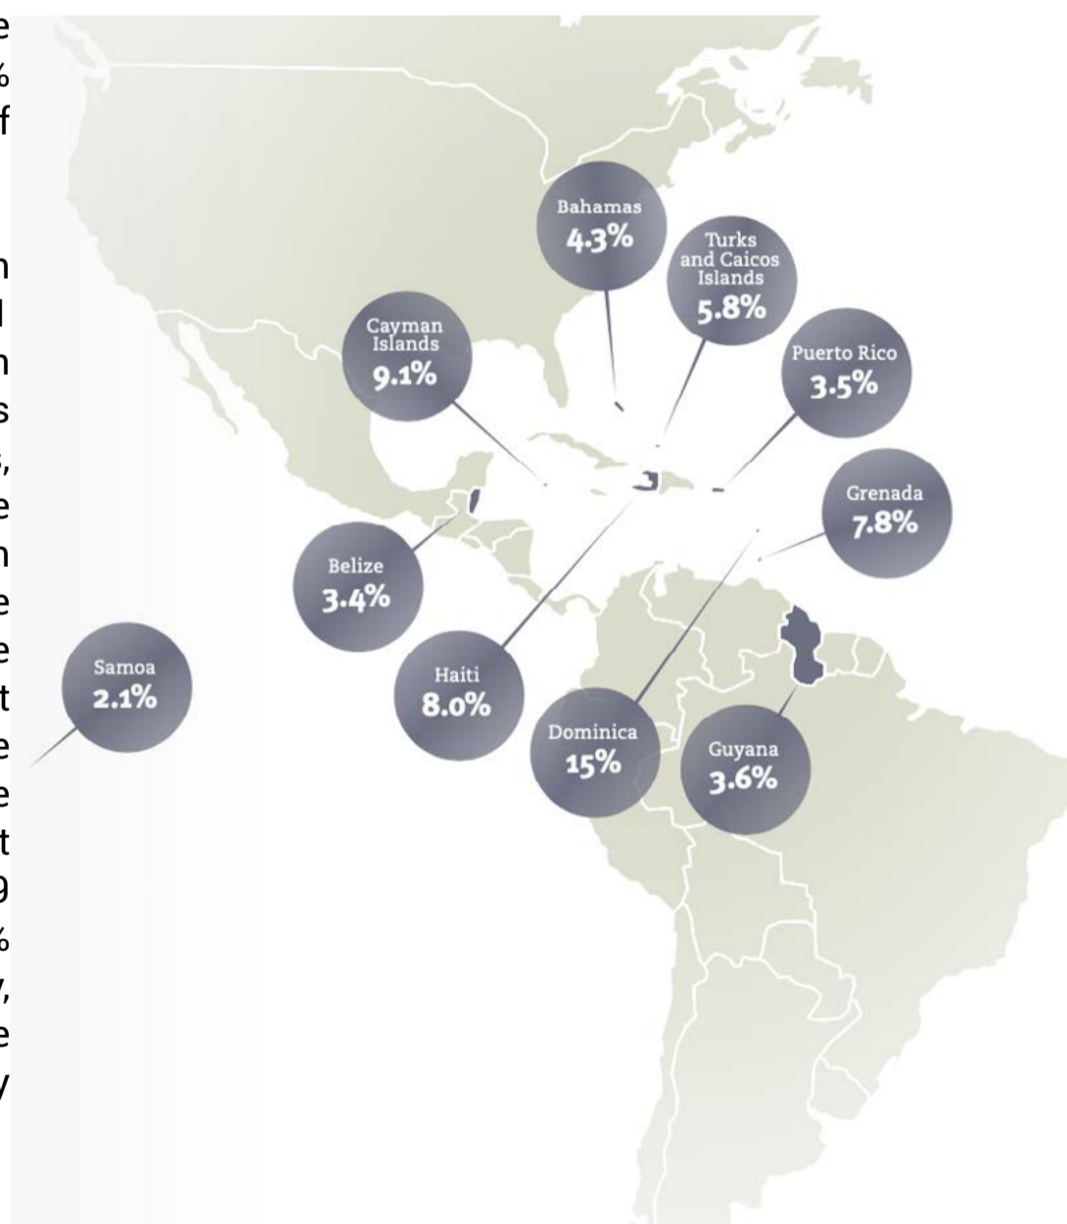 e
%
f
n
l
n
s
,
e
n
e
e
t
e
e
t
9
%
,
e
y
Bahamas
4.3%
Turks
and Caicos
Islands
5.8%
Cayman
Islands
9.1%
Puerto Rico
3.5%
Grenada
7.8%
Belize
3.4%
Samoa
2.1%
Haiti
8.0%
Dominica
15%
Guyana
3.6%